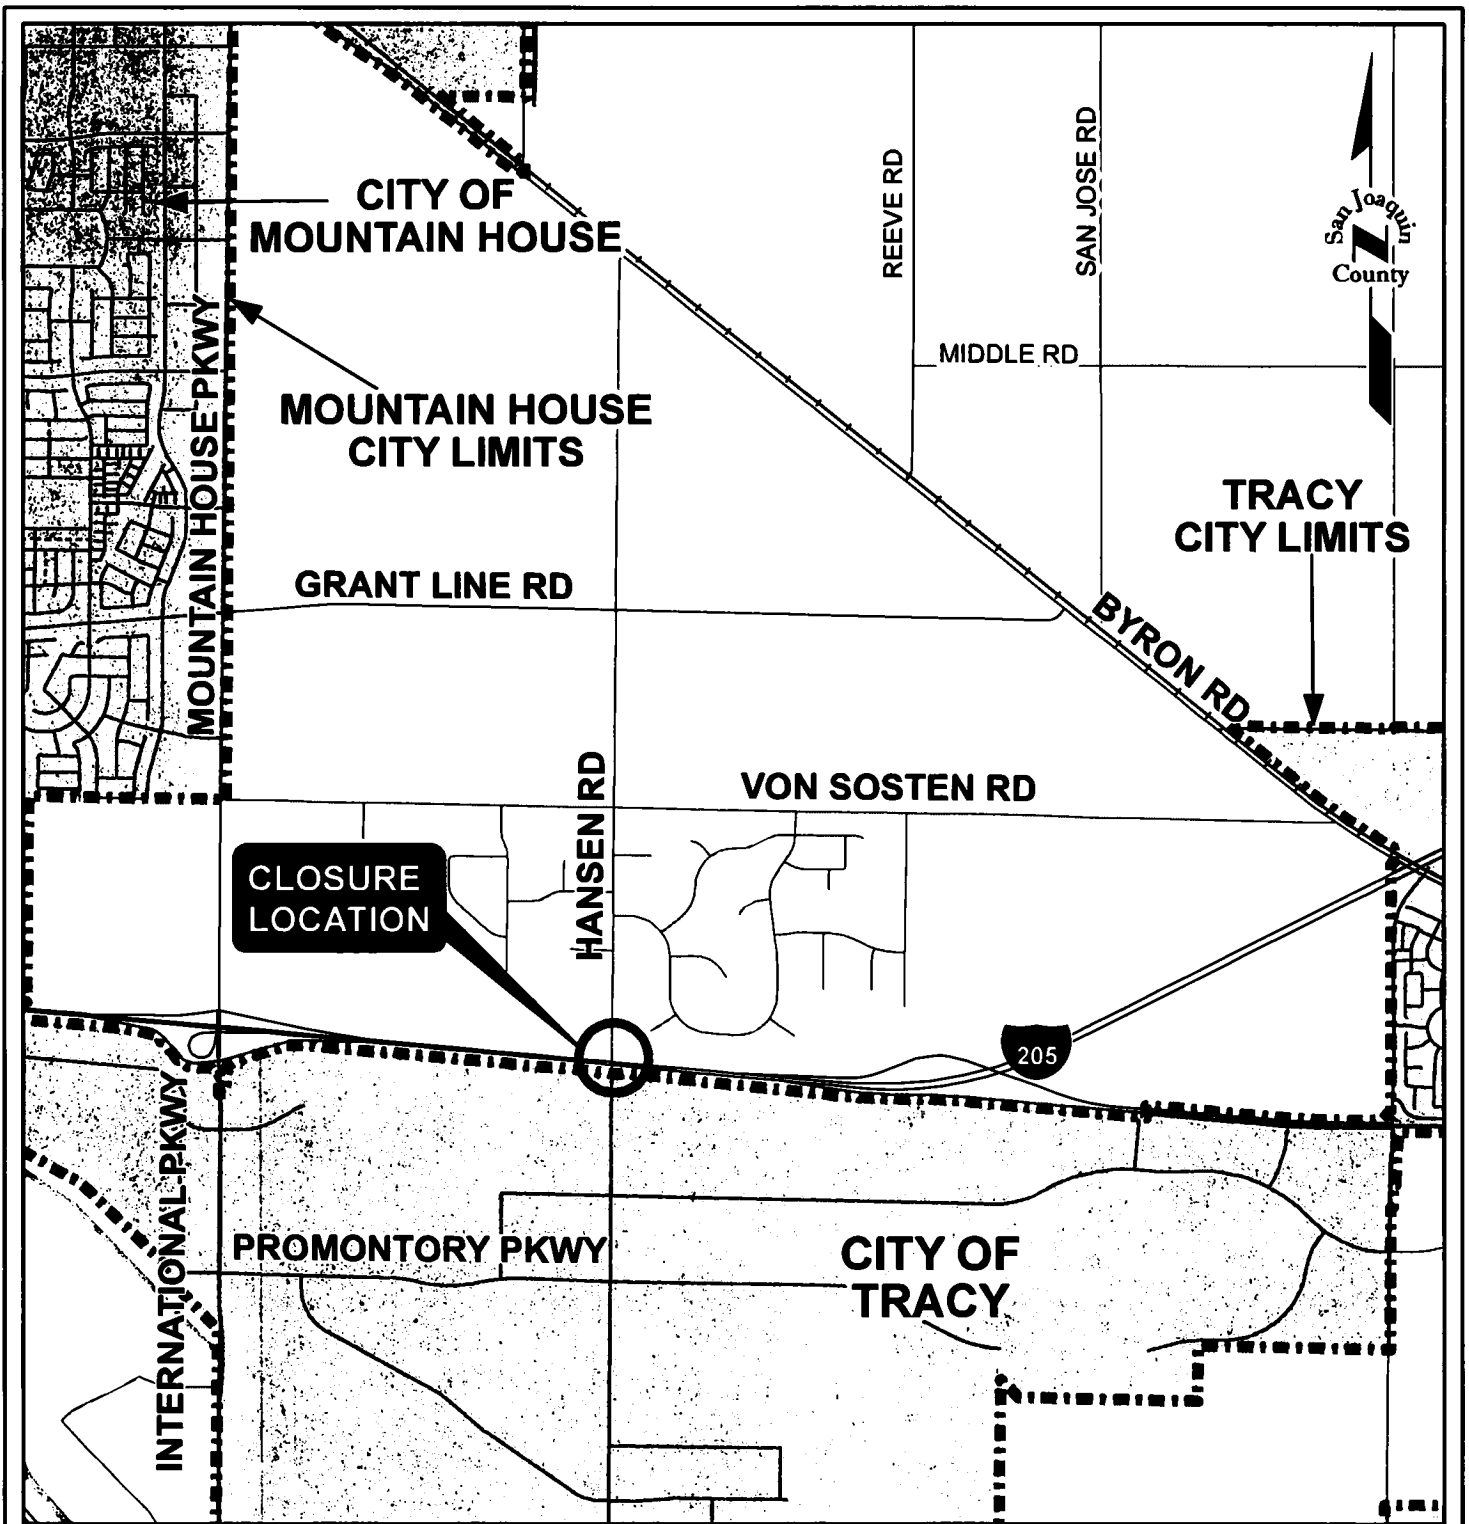 CITY OF
MOUNTAIN HOUSE
REEVE RD
SAN JOSE RD
San Joaquin
County
MIDDLE RD
MOUNTAIN HOUSE PKWY
MOUNTAIN HOUSE
CITY LIMITS
TRACY
CITY LIMITS
GRANT LINE RD
BYRON RD
HANSEN RD
VON SOSTEN RD
CLOSURE
LOCATION
205
INTERNATIONAL PKWY
PROMONTORY PKWY
CITY OF
TRACY